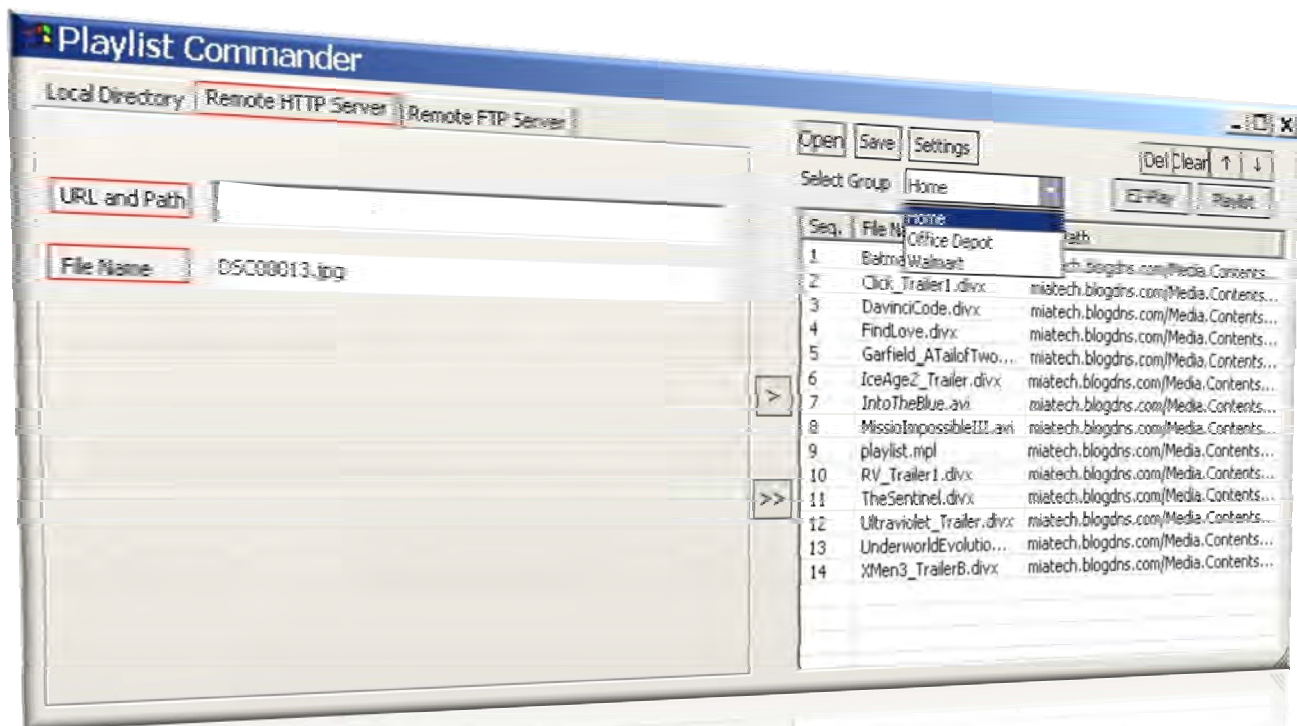 Playlist Commander
Local Directory
Remote HTTP Server
Remote FTP Server
URL and Path
File Name
DSC00013.jpg
>
>>
Open
Save
Settings
Del
Clear
↑
↓
Select Group
Home
EZ-Play
Playlist
Home
Office Depot
Walmart
Seq.
File N
ath
1 Batma
2 Click_Trailer1.divx miatech.blogdns.com/Media.Contents...
3 DavinciCode.divx miatech.blogdns.com/Media.Contents...
4 FindLove.divx miatech.blogdns.com/Media.Contents...
5 Garfield_ATailofTwo... miatech.blogdns.com/Media.Contents...
6 IceAge2_Trailer.divx miatech.blogdns.com/Media.Contents...
7 IntoTheBlue.avi miatech.blogdns.com/Media.Contents...
8 MissioImpossibleIII.avi miatech.blogdns.com/Media.Contents...
9 playlist.mpl miatech.blogdns.com/Media.Contents...
10 RV_Trailer1.divx miatech.blogdns.com/Media.Contents...
11 TheSentinel.divx miatech.blogdns.com/Media.Contents...
12 Ultraviolet_Trailer.divx miatech.blogdns.com/Media.Contents...
13 UnderworldEvolutio... miatech.blogdns.com/Media.Contents...
14 XMen3_TrailerB.divx miatech.blogdns.com/Media.Contents...